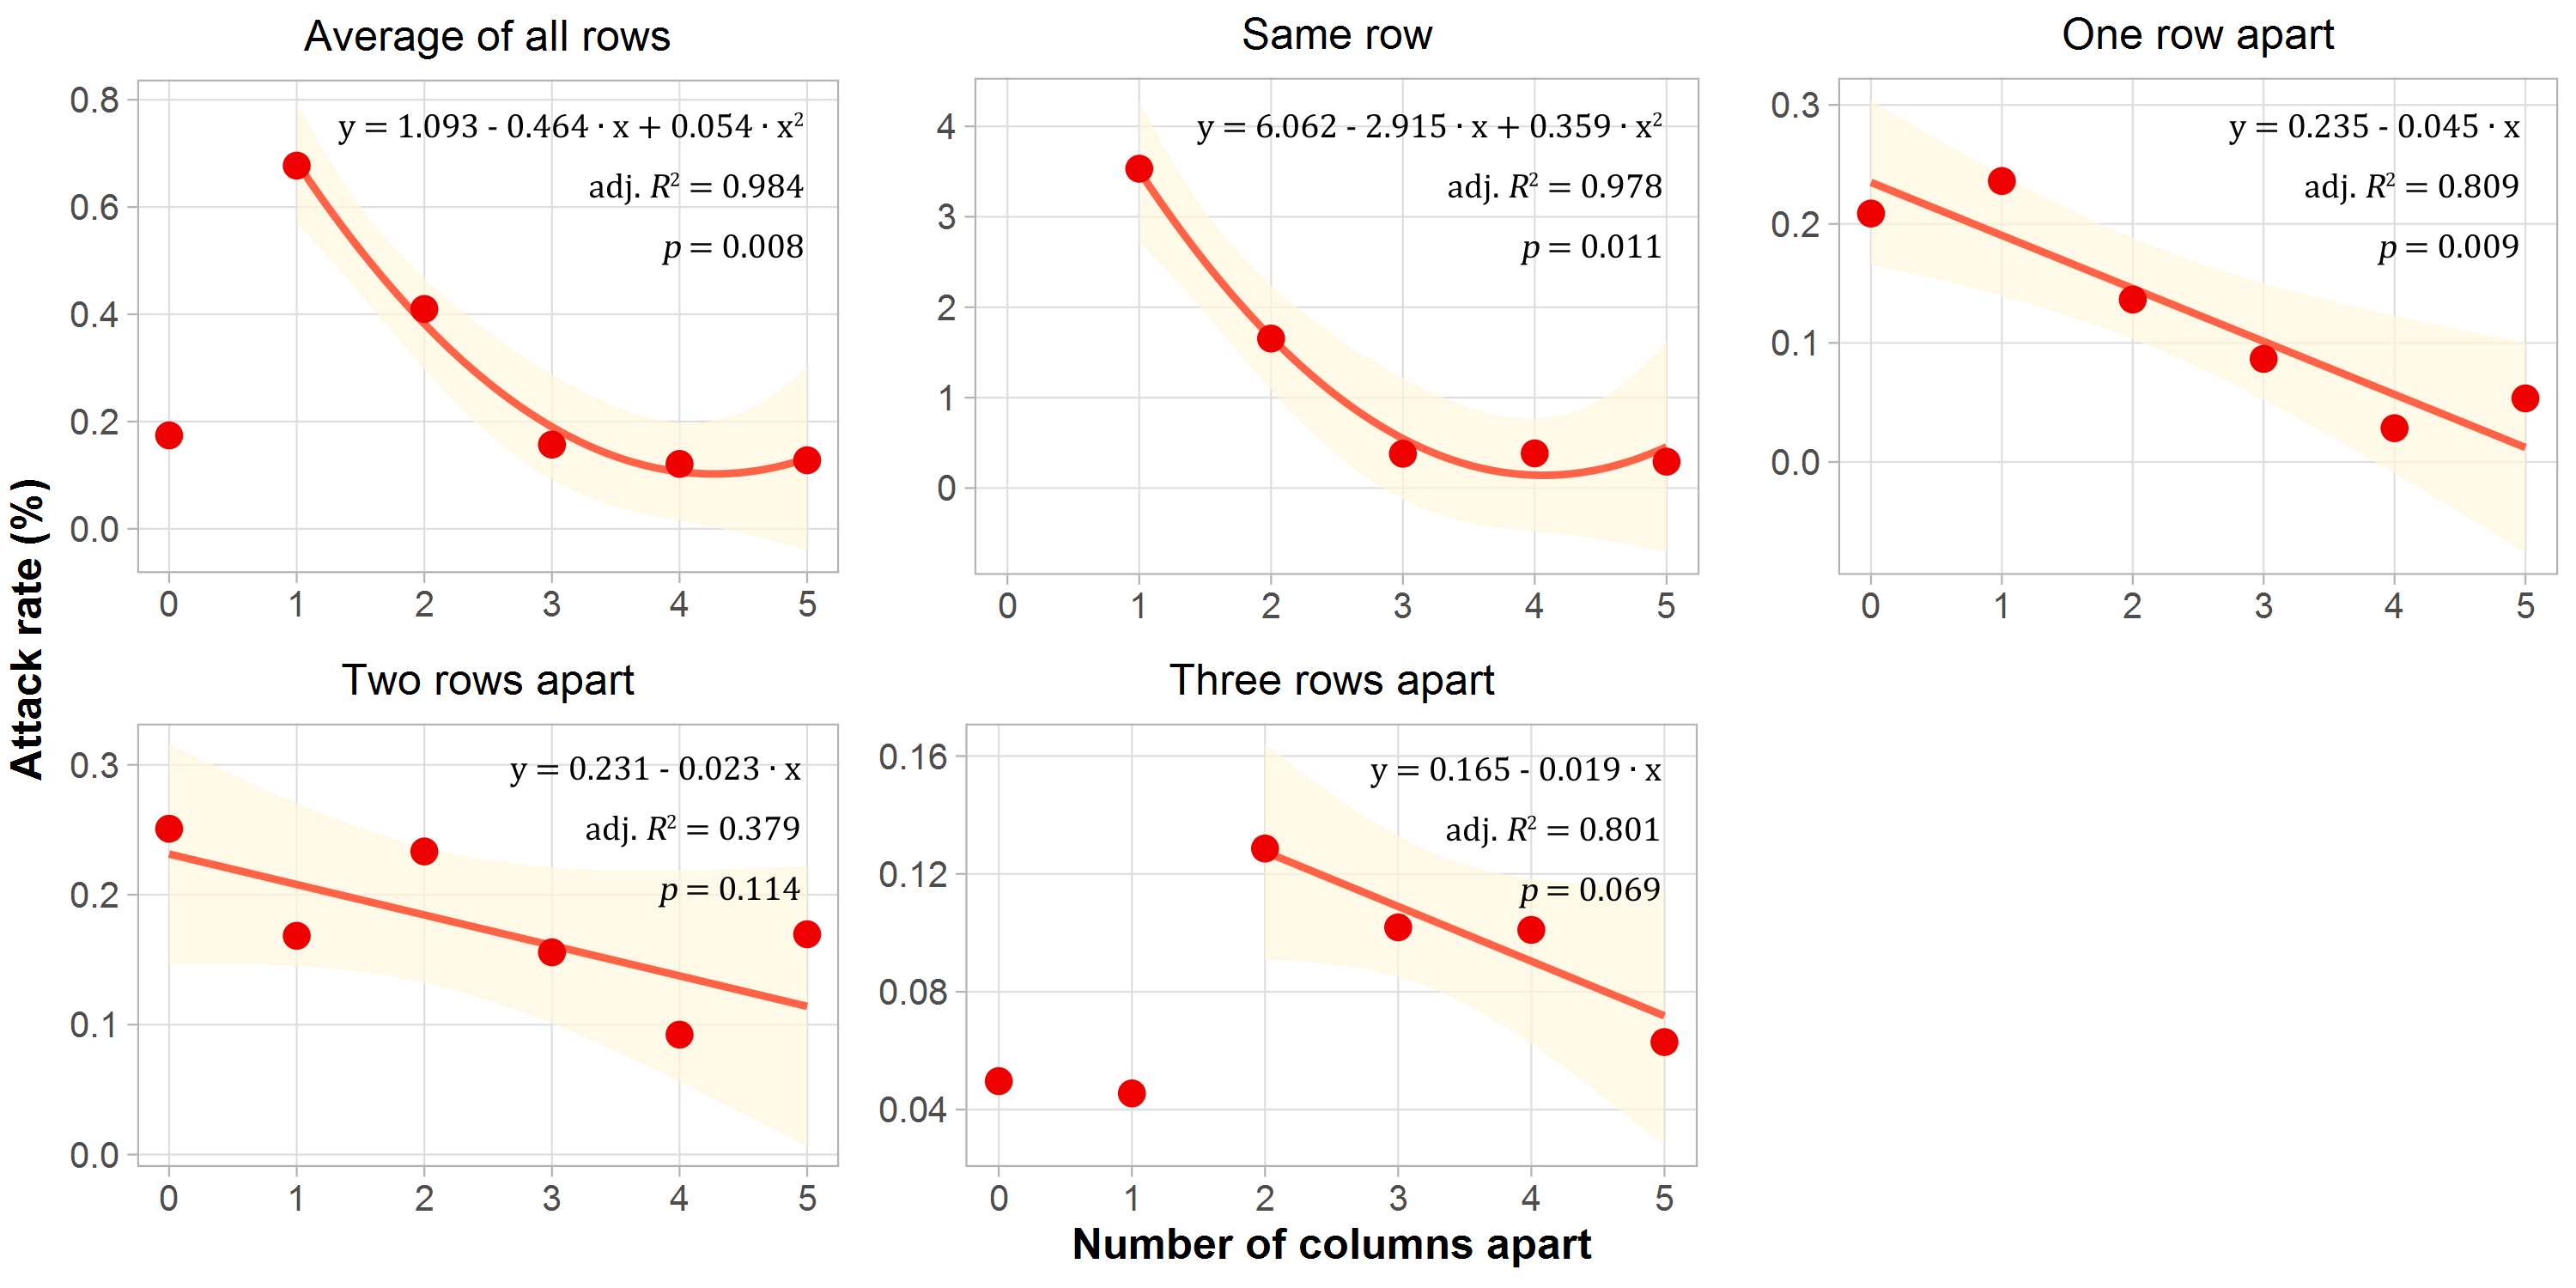 Average of all rows
Same row
One row apart
0.8
0.6
0.4
0.2
0.0
y = 1.093 - 0.464 · x + 0.054 · x²
adj. R² = 0.984
p = 0.008
0 1 2 3 4 5
4
3
2
1
0
y = 6.062 - 2.915 · x + 0.359 · x²
adj. R² = 0.978
p = 0.011
0 1 2 3 4 5
0.3
0.2
0.1
0.0
y = 0.235 - 0.045 · x
adj. R² = 0.809
p = 0.009
0 1 2 3 4 5
Attack rate (%)
Two rows apart
Three rows apart
0.3
0.2
0.1
0.0
y = 0.231 - 0.023 · x
adj. R² = 0.379
p = 0.114
0 1 2 3 4 5
0.16
0.12
0.08
0.04
y = 0.165 - 0.019 · x
adj. R² = 0.801
p = 0.069
0 1 2 3 4 5
Number of columns apart